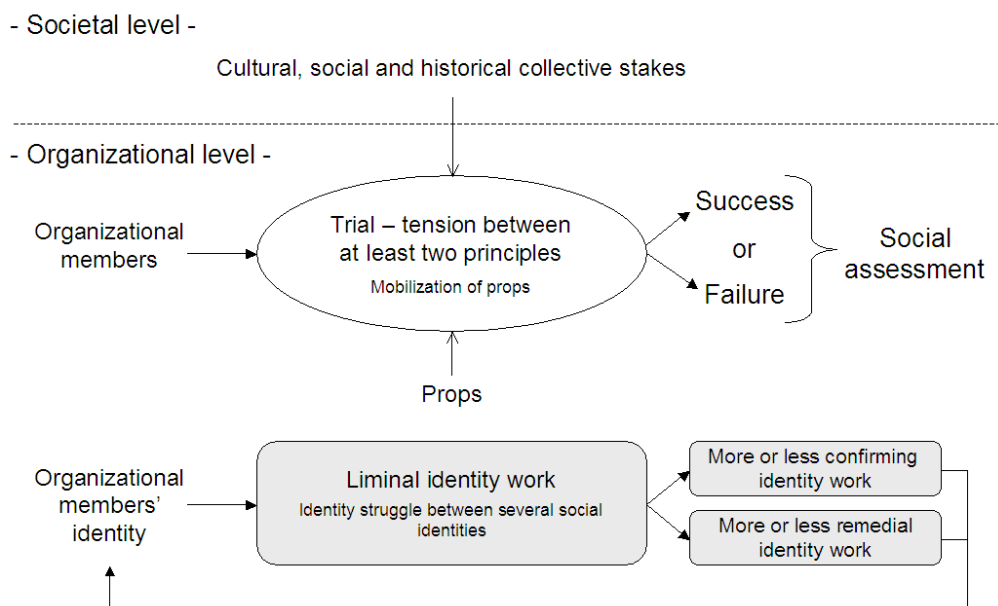 - Societal level -
Cultural, social and historical collective stakes
- Organizational level -
Organizational
members
Trial – tension between
at least two principles
Mobilization of props
Success
or
Failure
Social
assessment
Props
Organizational
members’
identity
Liminal identity work
Identity struggle between several social
identities
More or less confirming
identity work
More or less remedial
identity work